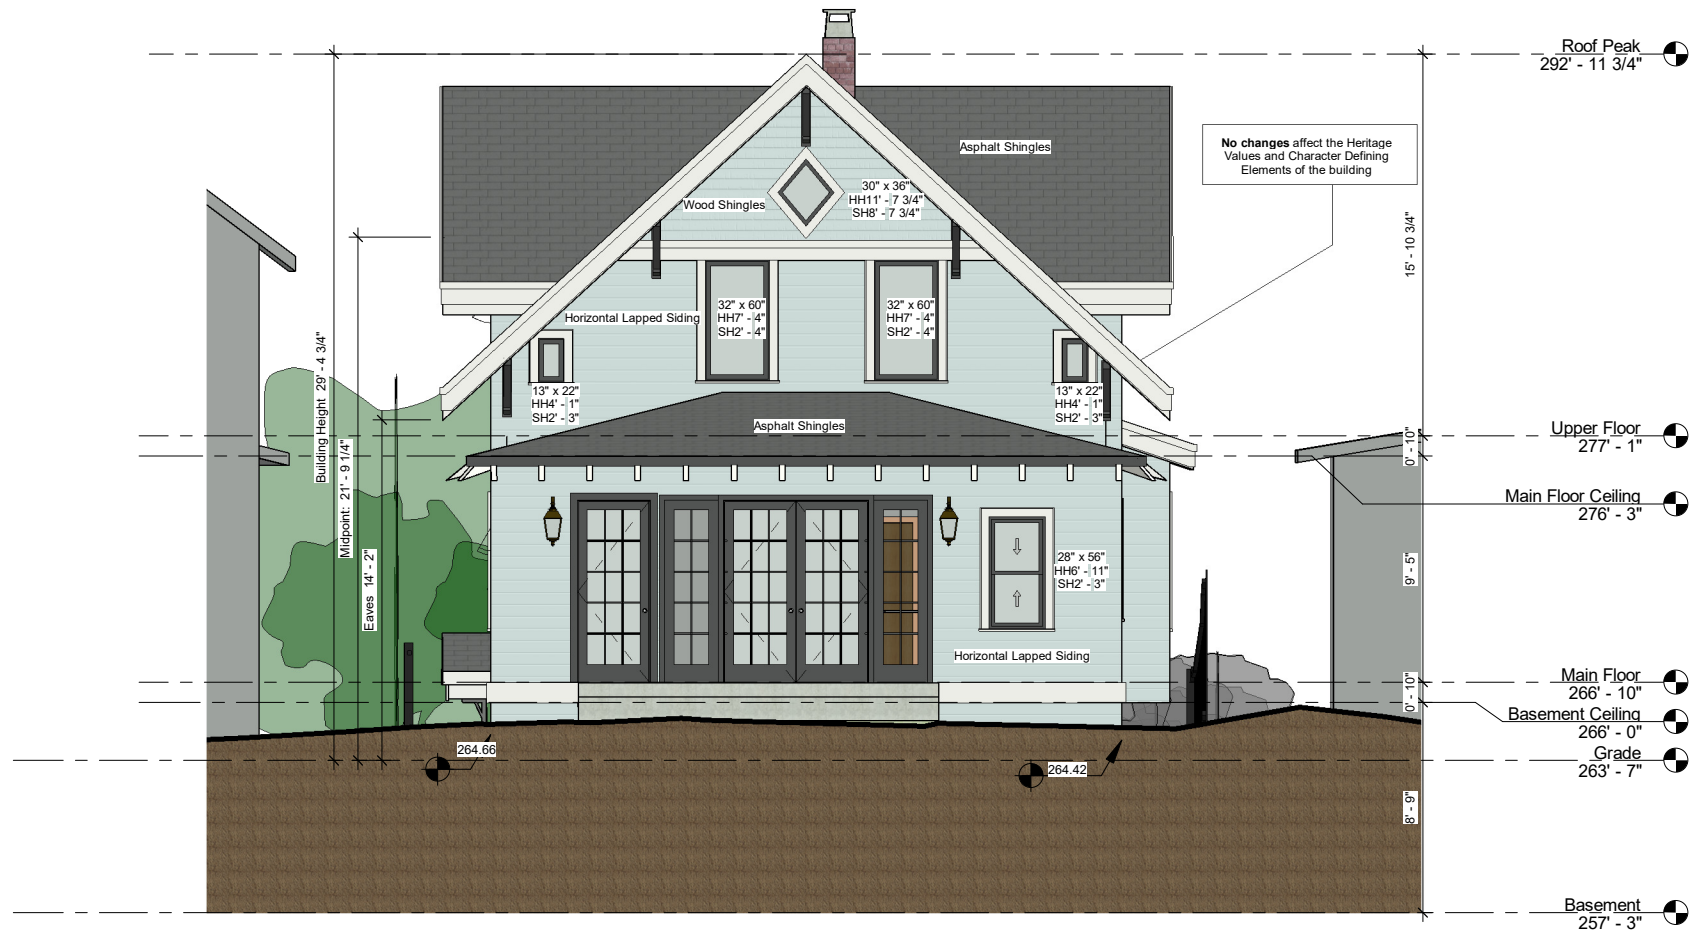 Roof Peak
292' - 11 3/4"
No changes affect the Heritage
Values and Character Defining
Elements of the building
Asphalt Shingles
30" x 36"
HH11' - 7 3/4"
SH8' - 7 3/4"
Wood Shingles
15' - 10 3/4"
32" x 60"
HH7' - 4"
SH2' - 4"
32" x 60"
HH7' - 4"
SH2' - 4"
Horizontal Lapped Siding
Building Height 29' - 4 3/4"
13" x 22"
HH4' - 1"
SH2' - 3"
13" x 22"
HH4' - 1"
SH2' - 3"
Asphalt Shingles
Upper Floor
277' - 1"
0' - 10"
Midpoint: 21' - 9 1/4"
Main Floor Ceiling
276' - 3"
Eaves 14' - 2"
28" x 56"
HH6' - 11"
SH2' - 3"
9' - 5"
Horizontal Lapped Siding
Main Floor
266' - 10"
0' - 10"
Basement Ceiling
266' - 0"
264.66
264.42
Grade
263' - 7"
8' - 9"
Basement
257' - 3"